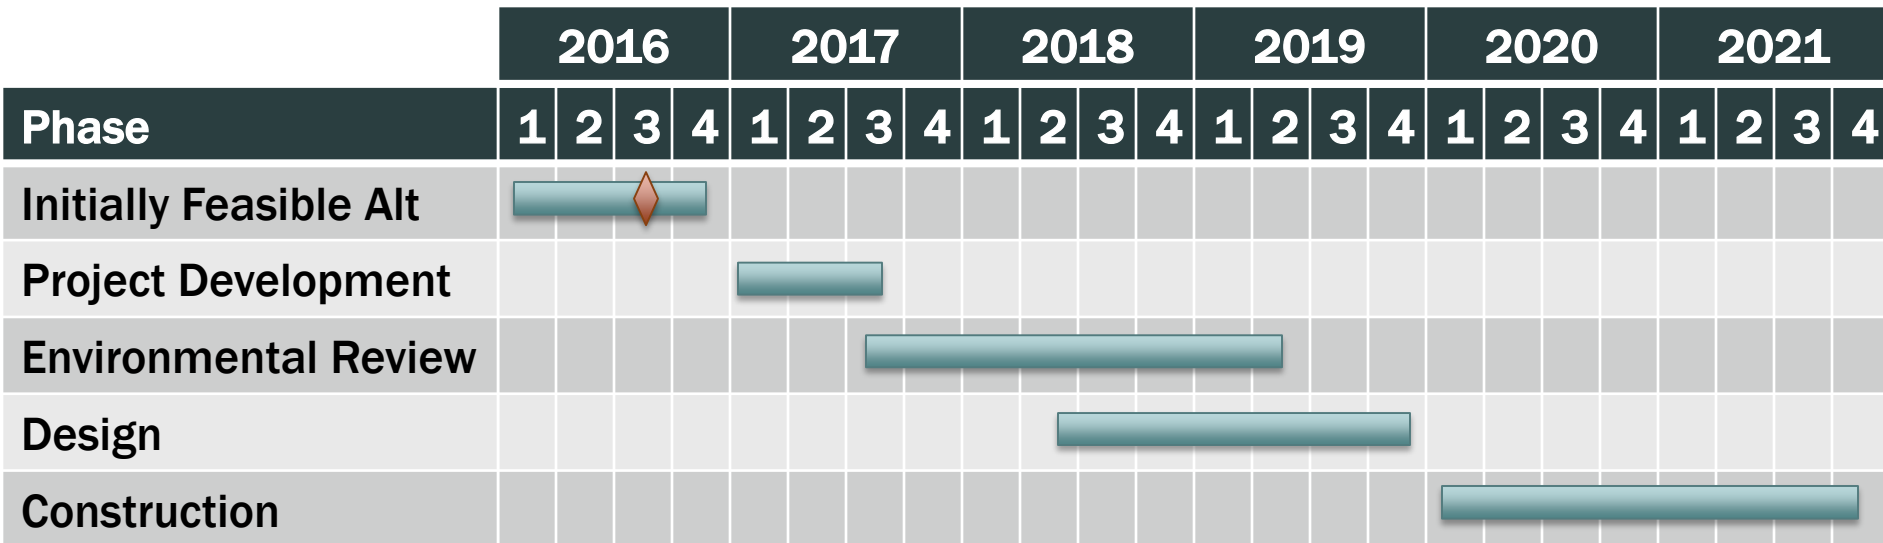 2016 2017 2018 2019 2020 2021
Phase 1 2 3 4 1 2 3 4 1 2 3 4 1 2 3 4 1 2 3 4 1 2 3 4
Initially Feasible Alt
Project Development
Environmental Review
Design
Construction